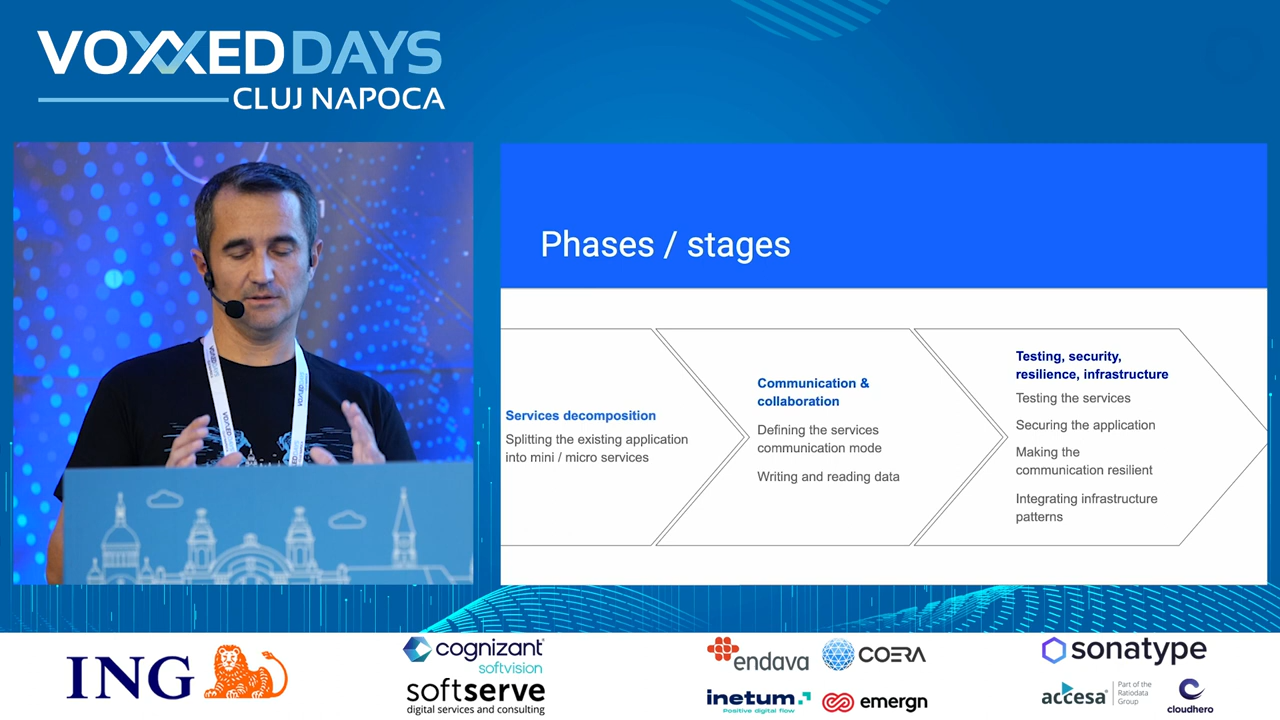 VOXXEDDAYS
CLUJ NAPOCA
Phases / stages
Services decomposition
Splitting the existing application
into mini / micro services
Communication &
collaboration
Defining the services
communication mode
Writing and reading data
Testing, security,
resilience, infrastructure
Testing the services
Securing the application
Making the
communication resilient
Integrating infrastructure
patterns
ING
cognizant
softvision
softserve
digital services and consulting
endava
COERA
inetum.
Positive digital flow
emergn
sonatype
accesa
Part of the
Ratiodata
Group
cloudhero